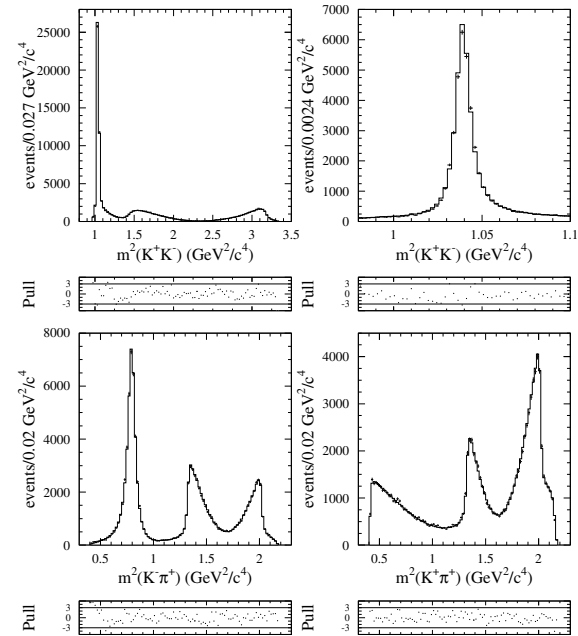 events/0.027 GeV²/c⁴
25000
20000
15000
10000
5000
0
1 1.5 2 2.5 3 3.5
m²(K⁺K⁻) (GeV²/c⁴)
events/0.0024 GeV²/c⁴
7000
6000
5000
4000
3000
2000
1000
0
1 1.05 1.1
m²(K⁺K⁻) (GeV²/c⁴)
Pull
3
0
-3
Pull
3
0
-3
events/0.02 GeV²/c⁴
8000
6000
4000
2000
0
0.5 1 1.5 2
m²(K⁻π⁺) (GeV²/c⁴)
events/0.02 GeV²/c⁴
4000
3000
2000
1000
0
0.5 1 1.5 2
m²(K⁺π⁺) (GeV²/c⁴)
Pull
3
0
-3
Pull
3
0
-3